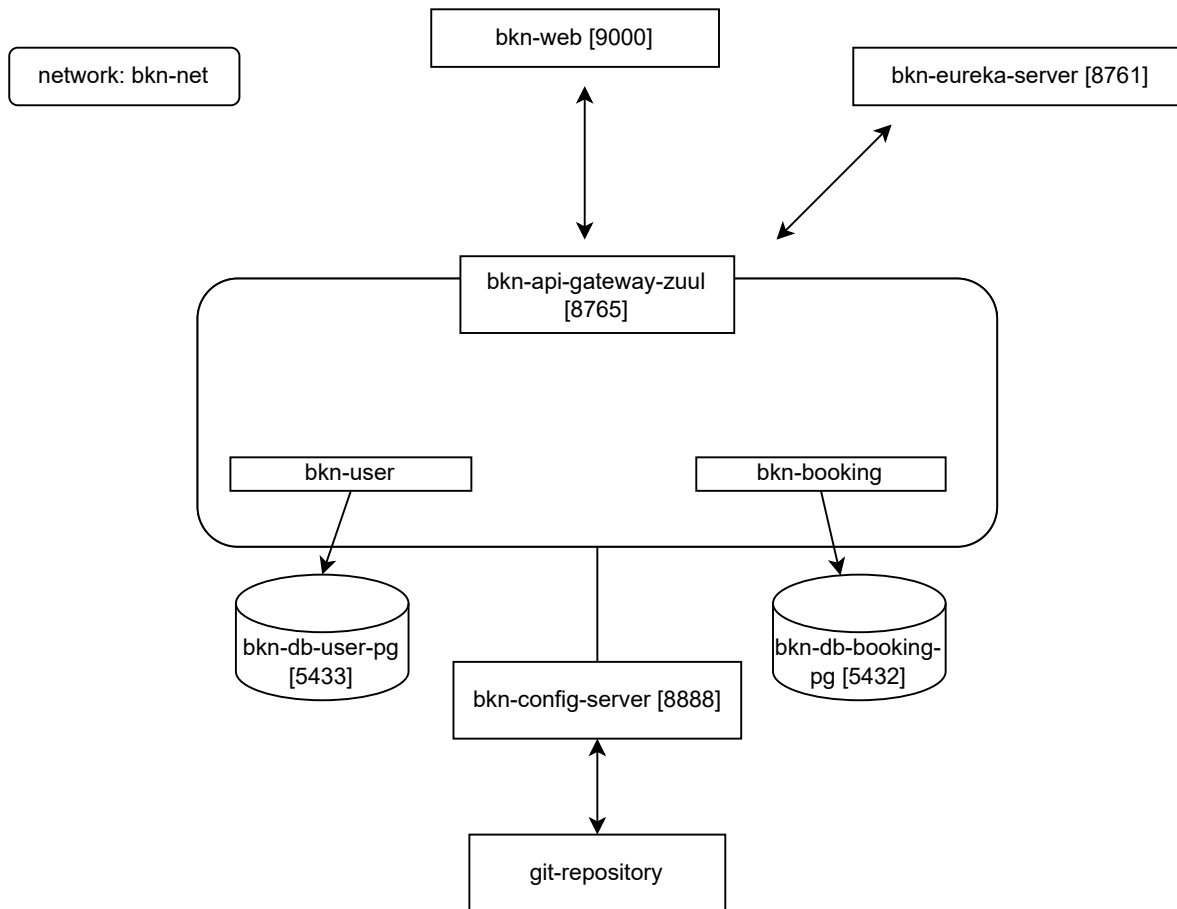 bkn-web [9000]
network: bkn-net
bkn-eureka-server [8761]
bkn-api-gateway-zuul
[8765]
bkn-user
bkn-booking
bkn-db-user-pg
[5433]
bkn-db-booking-
pg [5432]
bkn-config-server [8888]
git-repository